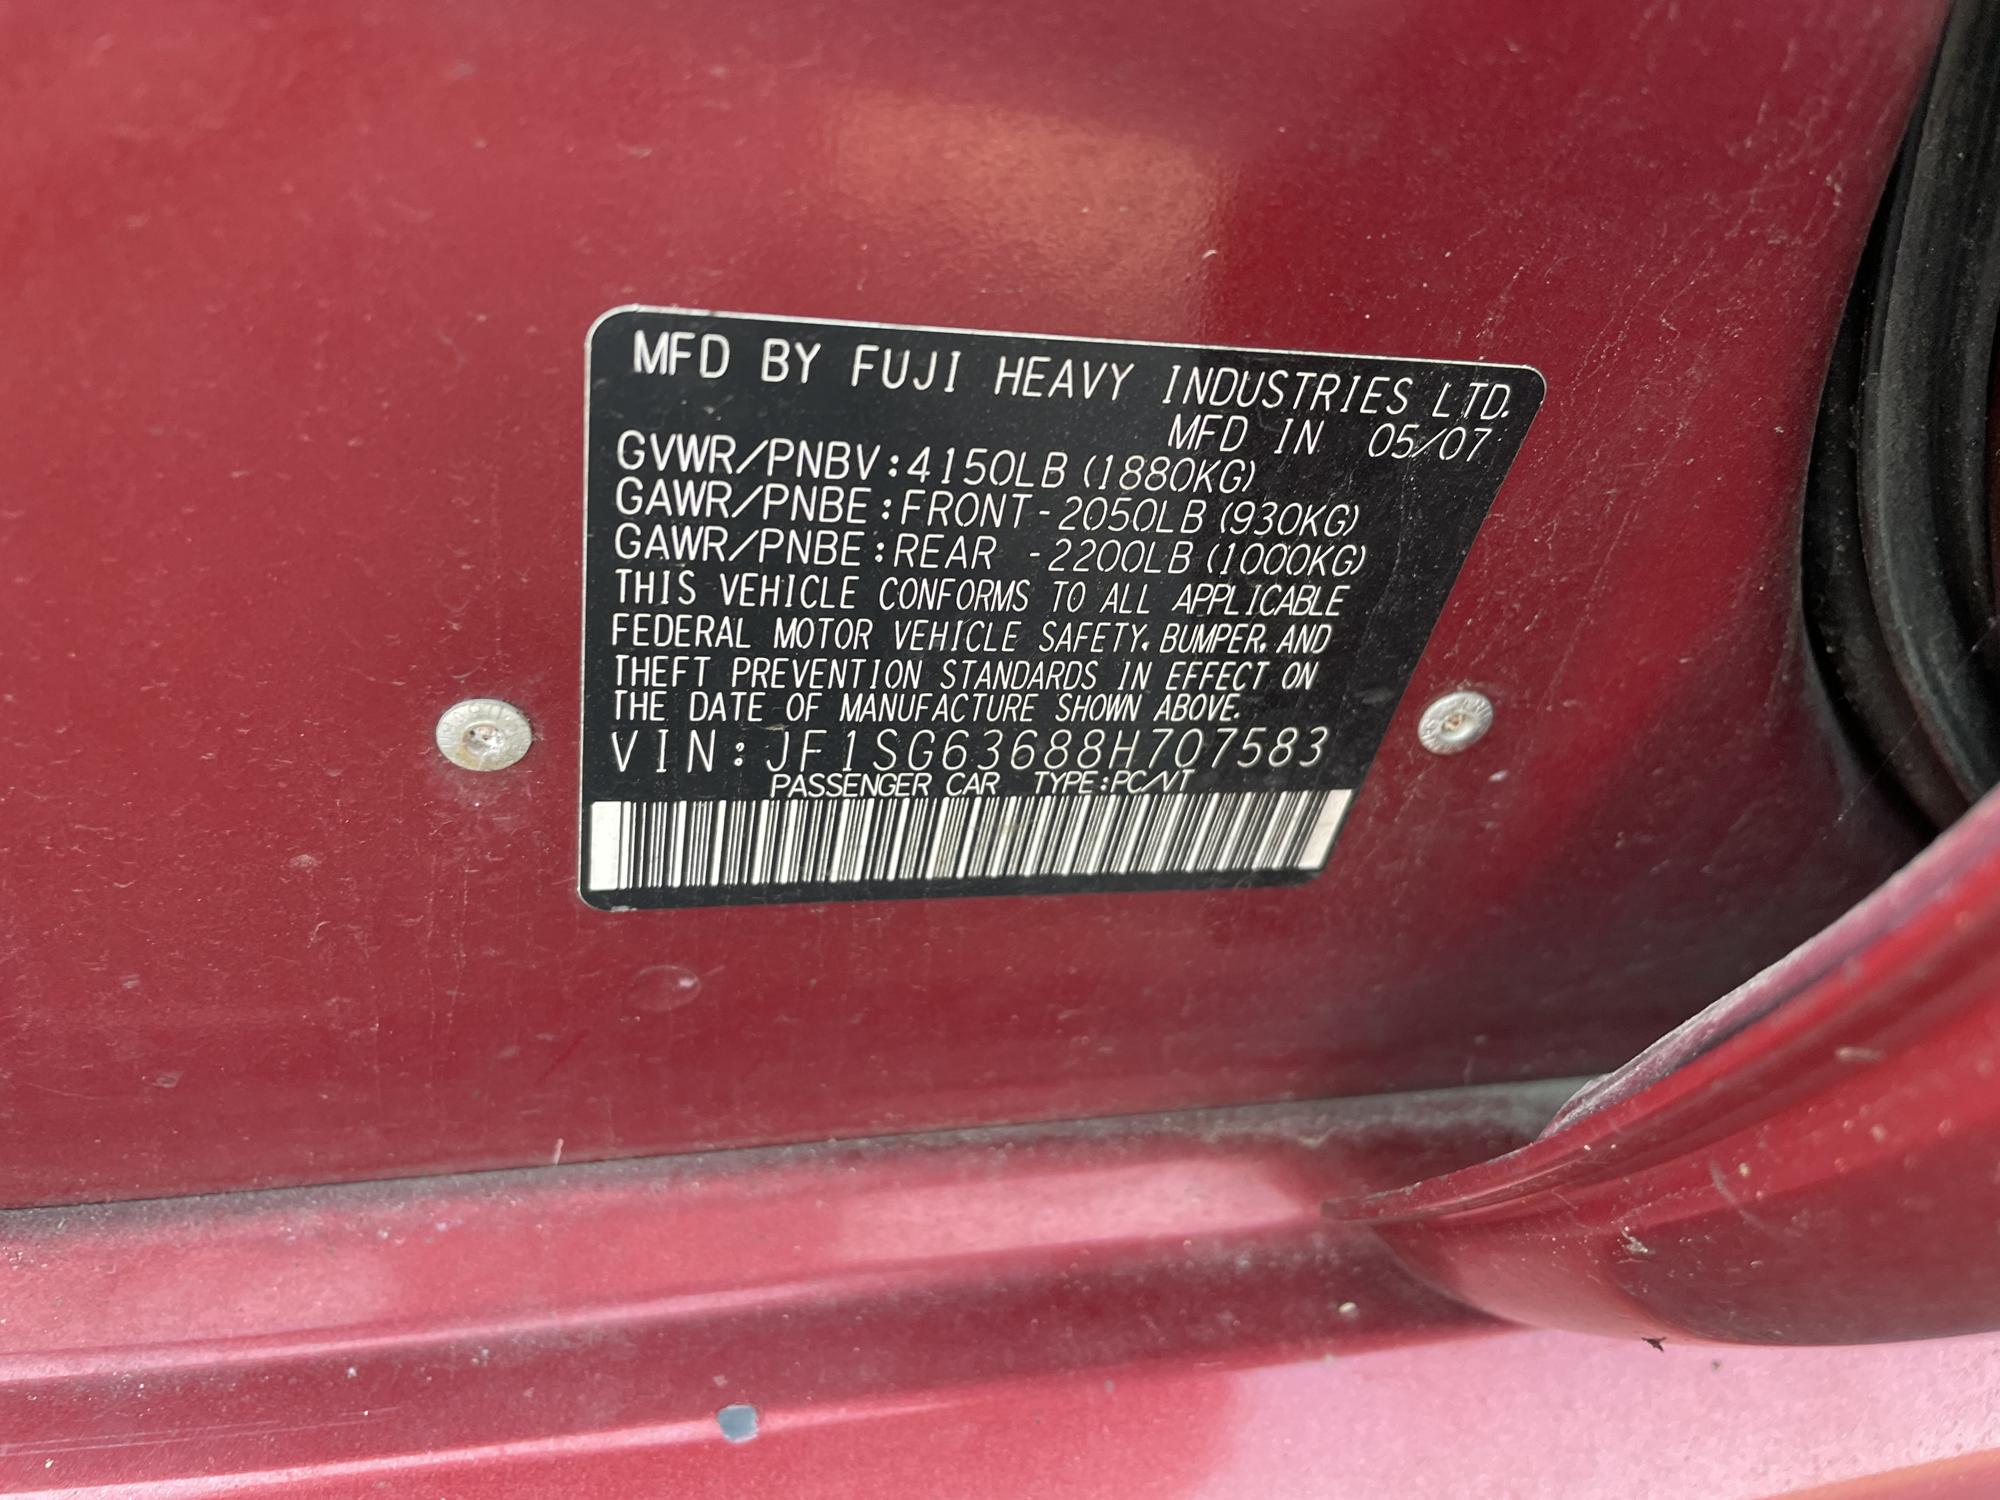 MFD BY FUJI HEAVY INDUSTRIES LTD.
MFD IN 05/07
GVWR/PNBV:4150LB (1880KG)
GAWR/PNBE:FRONT-2050LB (930KG)
GAWR/PNBE:REAR -2200LB (1000KG)
THIS VEHICLE CONFORMS TO ALL APPLICABLE
FEDERAL MOTOR VEHICLE SAFETY, BUMPER, AND
THEFT PREVENTION STANDARDS IN EFFECT ON
THE DATE OF MANUFACTURE SHOWN ABOVE.
VIN:JF1SG63688H707583
PASSENGER CAR TYPE:PC/VT